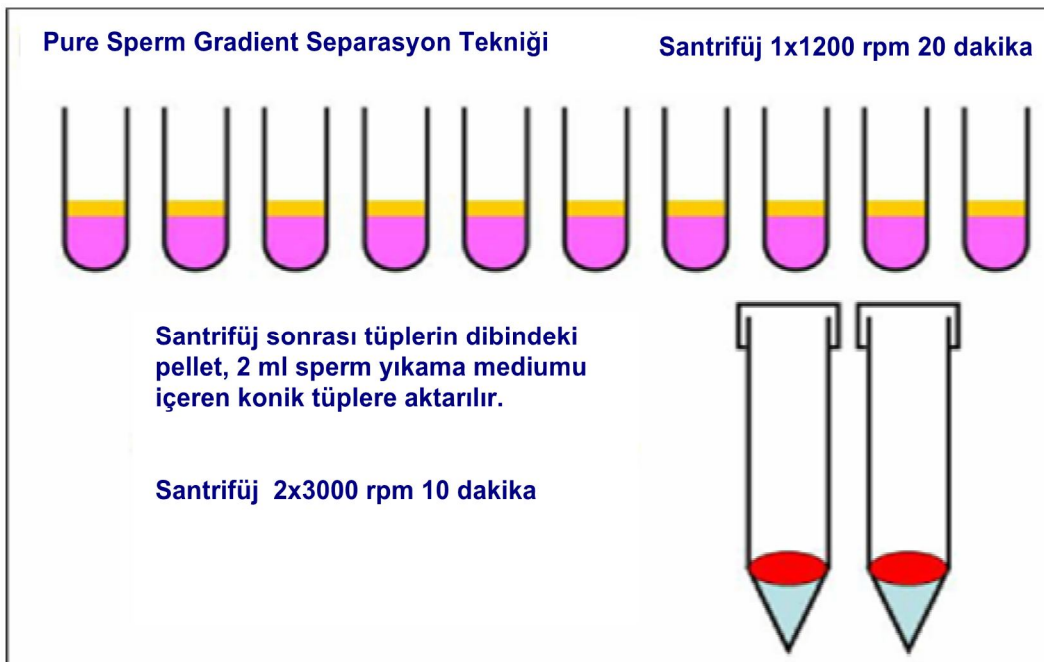 Pure Sperm Gradient Separasyon Tekniği
Santrifüj 1x1200 rpm 20 dakika
Santrifüj sonrası tüplerin dibindeki
pellet, 2 ml sperm yıkama mediumu
içeren konik tüplere aktarılır.
Santrifüj 2x3000 rpm 10 dakika